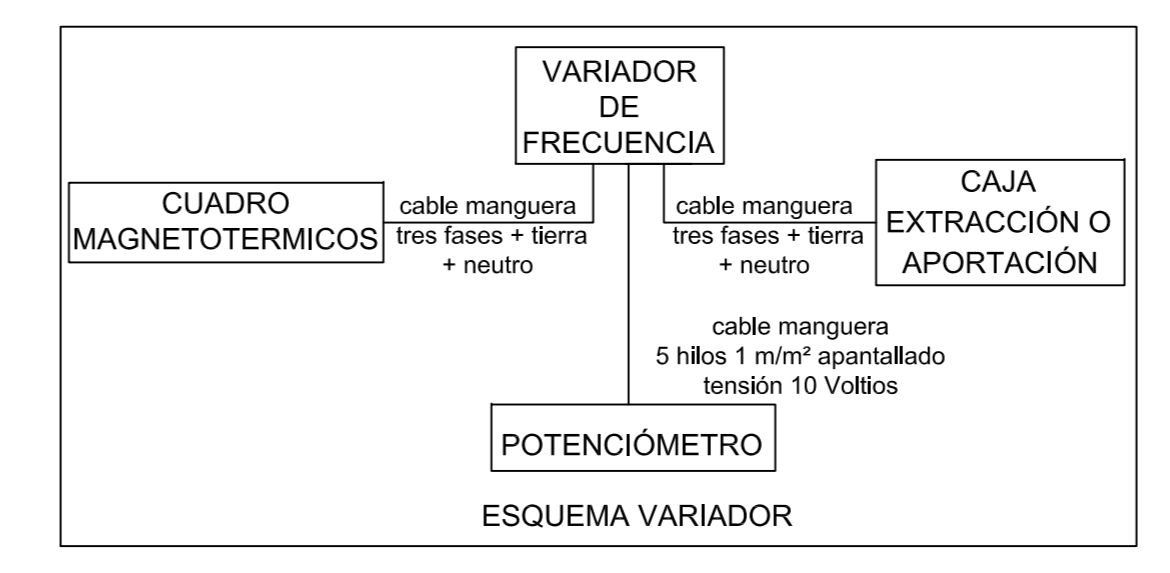 VARIADOR
DE
FRECUENCIA
CUADRO
MAGNETOTERMICOS
cable manguera
tres fases + tierra
+ neutro
cable manguera
tres fases + tierra
+ neutro
CAJA
EXTRACCIÓN O
APORTACIÓN
cable manguera
5 hilos 1 m/m² apantallado
tensión 10 Voltios
POTENCIÓMETRO
ESQUEMA VARIADOR